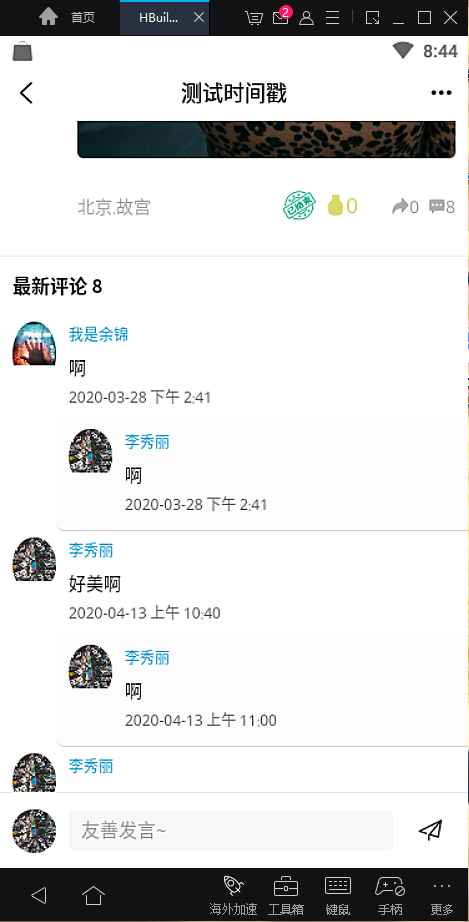 首页
HBuil...
2
8:44
测试时间戳
北京.故宫
已结束
0
0
8
最新评论 8
我是余锦
啊
2020-03-28 下午 2:41
李秀丽
啊
2020-03-28 下午 2:41
李秀丽
好美啊
2020-04-13 上午 10:40
李秀丽
啊
2020-04-13 上午 11:00
李秀丽
友善发言~
海外加速
工具箱
键鼠
手柄
更多